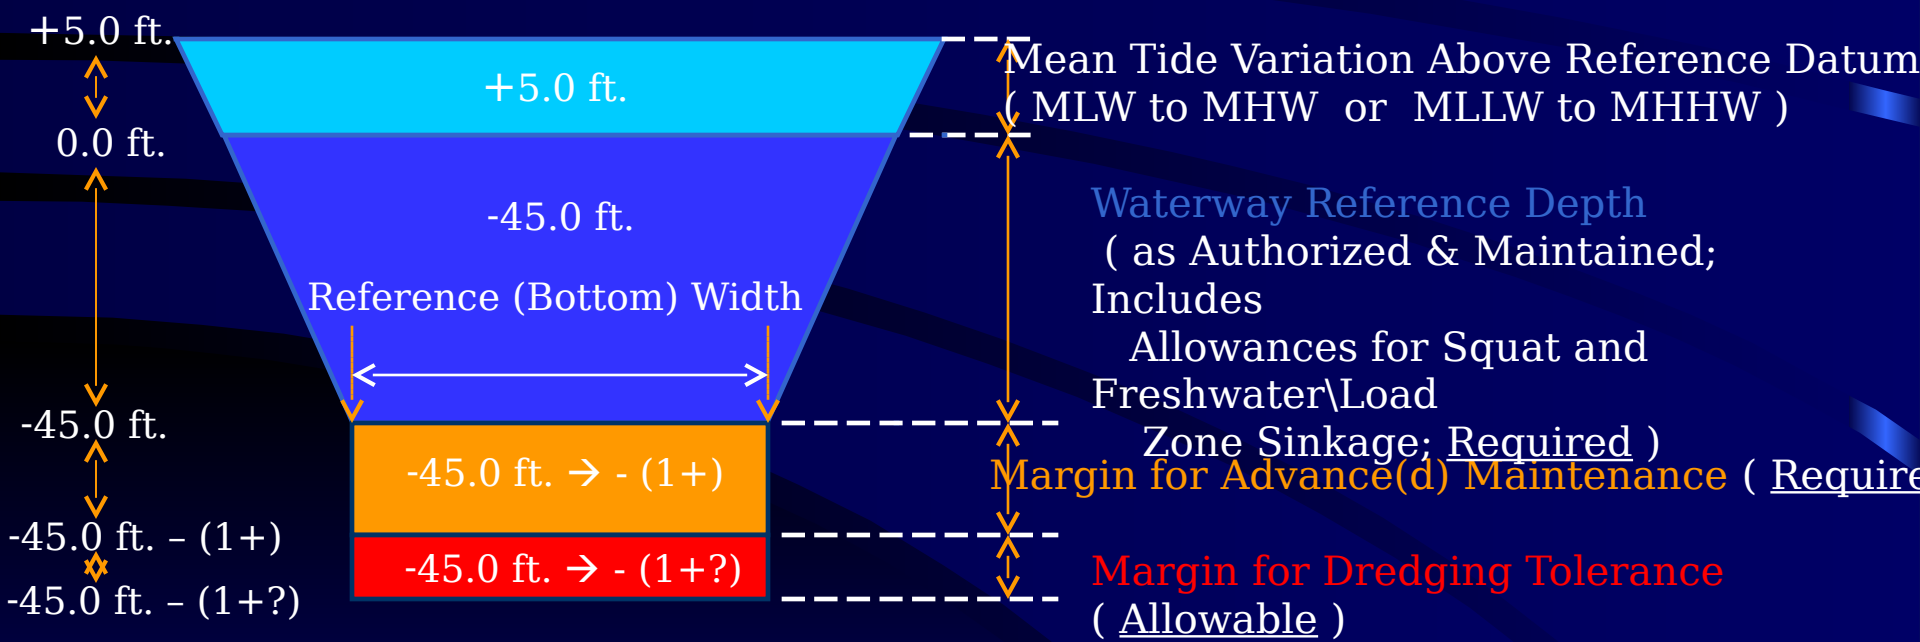 +5.0 ft.
0.0 ft.
-45.0 ft.
-45.0 ft. – (1+)
-45.0 ft. – (1+?)
+5.0 ft.
-45.0 ft.
Reference (Bottom) Width
-45.0 ft. → - (1+)
-45.0 ft. → - (1+?)
Mean Tide Variation Above Reference Datum
( MLW to MHW or MLLW to MHHW )
Waterway Reference Depth
( as Authorized & Maintained;
Includes
Allowances for Squat and
Freshwater\Load
Zone Sinkage; Required )
Margin for Advance(d) Maintenance ( Require
Margin for Dredging Tolerance
( Allowable )